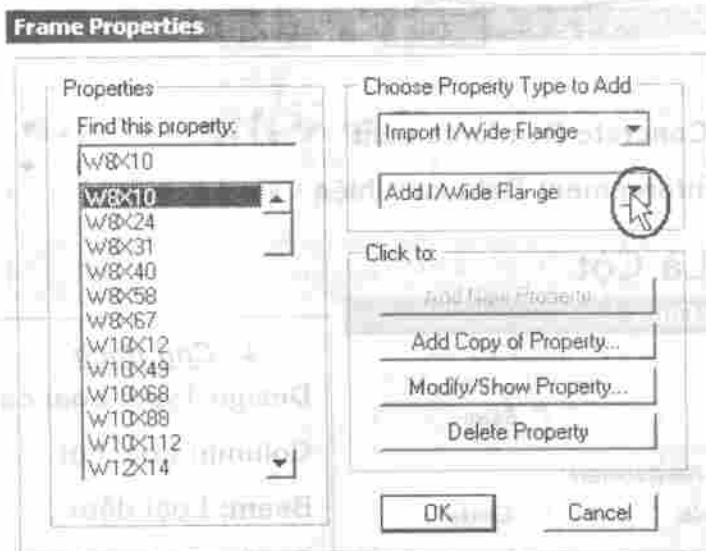 Frame Properties
Properties
Find this property:
W8X10
W8X10
W8X24
W8X31
W8X40
W8X58
W8X67
W10X12
W10X49
W10X68
W10X88
W10X112
W12X14
Choose Property Type to Add
Import I/Wide Flange
Add I/Wide Flange
Click to:
Add New Property
Add Copy of Property...
Modify/Show Property...
Delete Property
OK
Cancel